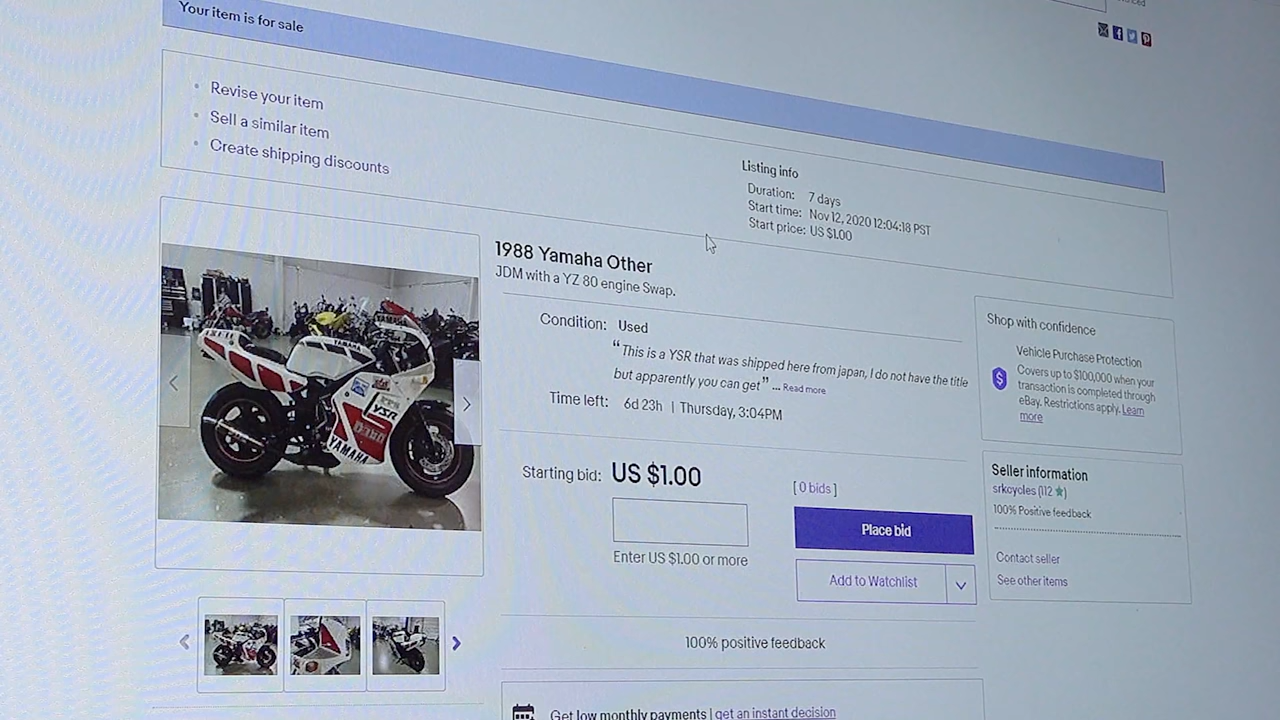 Your item is for sale
Revise your item
Sell a similar item
Create shipping discounts
Listing info
Duration: 7 days
Start time: Nov 12, 2020 12:04:18 PST
Start price: US $1.00
1988 Yamaha Other
JDM with a YZ 80 engine Swap.
Condition: Used
“This is a YSR that was shipped here from japan, I do not have the title
but apparently you can get” ... Read more
Time left: 6d 23h | Thursday, 3:04PM
Starting bid: US $1.00
[ 0 bids ]
Place bid
Enter US $1.00 or more
Add to Watchlist
100% positive feedback
Get low monthly payments | get an instant decision
Shop with confidence
Vehicle Purchase Protection
Covers up to $100,000 when your
transaction is completed through
eBay. Restrictions apply. Learn
more
Seller information
srkcycles (112 ★)
100% Positive feedback
Contact seller
See other items
YAMAHA
YAMAHA
YSR
YAMAHA